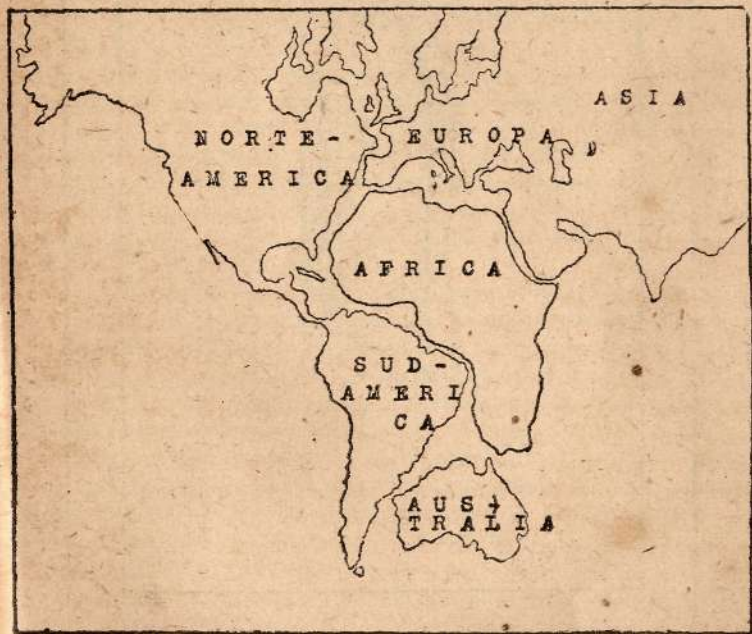 ASIA
NORTE-
AMERICA
EUROPA
AFRICA
SUD-
AMERI
CA
AUS-
TRALIA